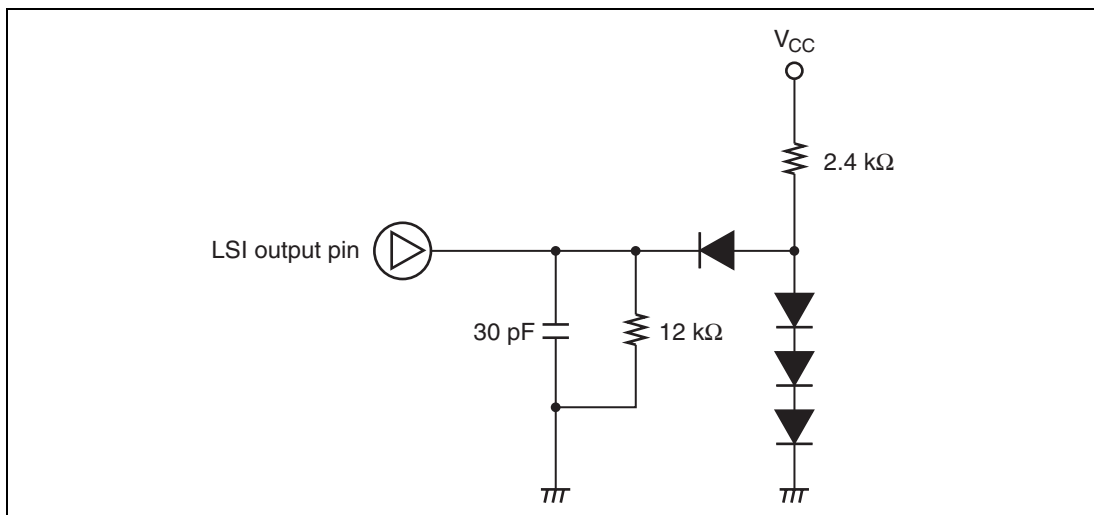 VCC
2.4 kΩ
LSI output pin
30 pF
12 kΩ